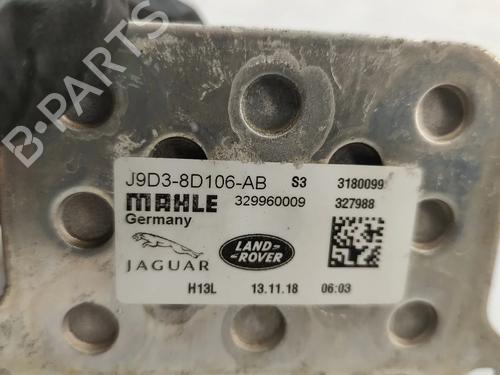 B-PARTS
J9D3-8D106-AB S3 3180099
MAHLE 329960009 327988
Germany
JAGUAR LAND ROVER
H13L 13.11.18 06:03